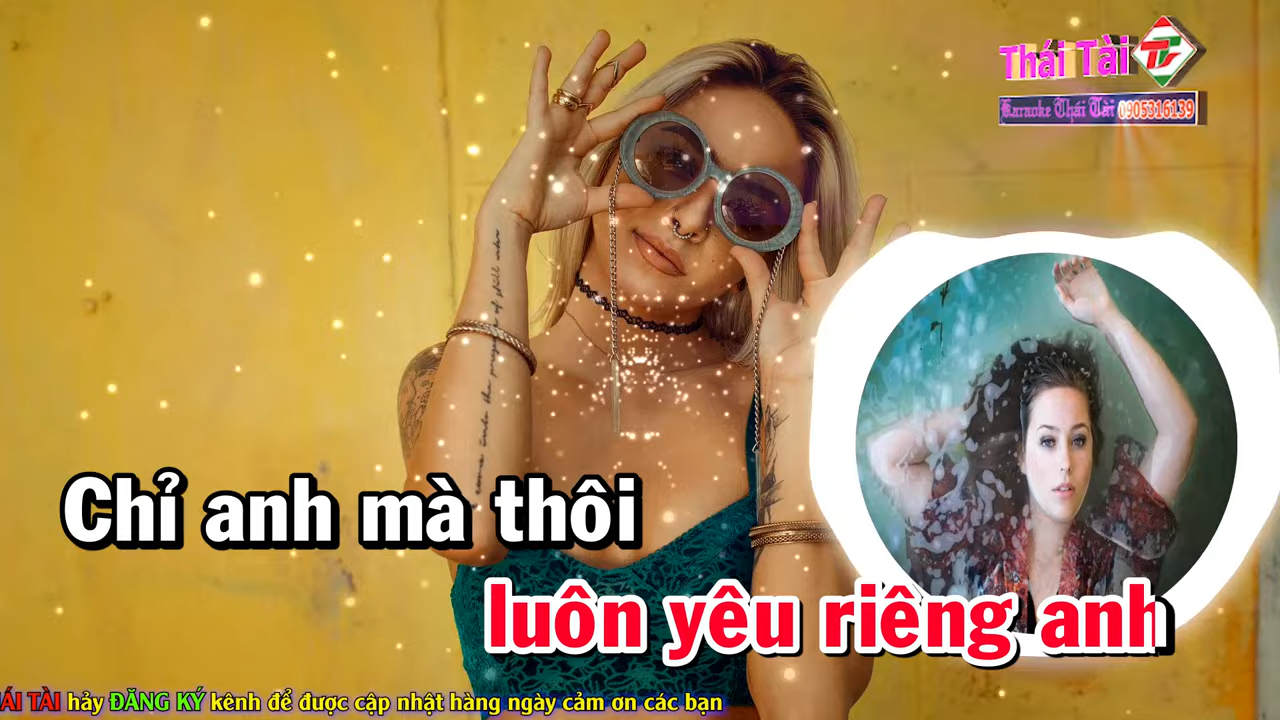 Thái Tài
Karaoke Thái Tài 0905316139
Chỉ anh mà thôi
luôn yêu riêng anh
ÁI TÀI hảy ĐĂNG KÝ kênh để được cập nhật hàng ngày cảm ơn các bạn